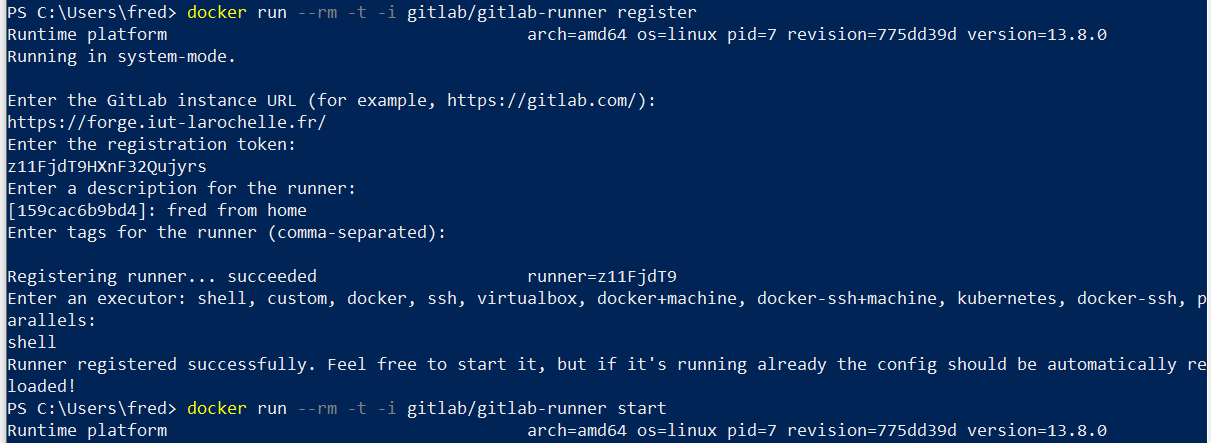 PS C:\Users\fred> docker run --rm -t -i gitlab/gitlab-runner register
Runtime platform                                    arch=amd64 os=linux pid=7 revision=775dd39d version=13.8.0
Running in system-mode.

Enter the GitLab instance URL (for example, https://gitlab.com/):
https://forge.iut-larochelle.fr/
Enter the registration token:
z11FjdT9HXnF32Qujyrs
Enter a description for the runner:
[159cac6b9bd4]: fred from home
Enter tags for the runner (comma-separated):

Registering runner... succeeded                     runner=z11FjdT9
Enter an executor: shell, custom, docker, ssh, virtualbox, docker+machine, docker-ssh+machine, kubernetes, docker-ssh, p
arallels:
shell
Runner registered successfully. Feel free to start it, but if it's running already the config should be automatically re
loaded!
PS C:\Users\fred> docker run --rm -t -i gitlab/gitlab-runner start
Runtime platform                                    arch=amd64 os=linux pid=7 revision=775dd39d version=13.8.0